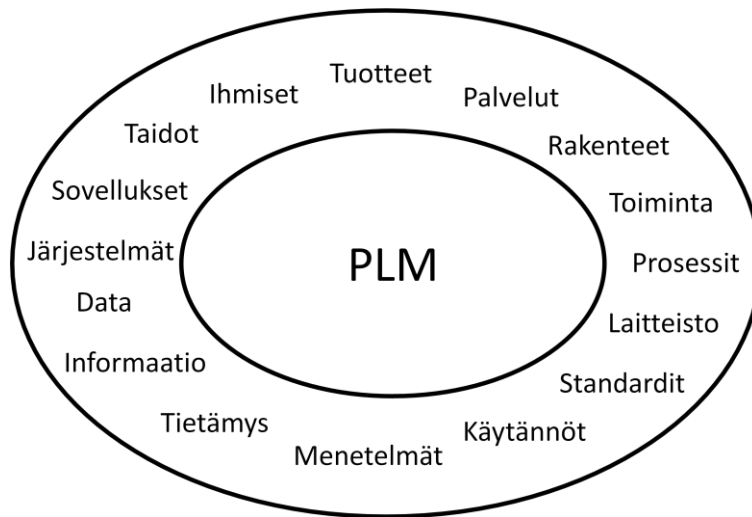 Tuotteet
Ihmiset
Palvelut
Taidot
Rakenteet
Sovellukset
Toiminta
Järjestelmät
PLM
Prosessit
Data
Laitteisto
Informaatio
Standardit
Tietämys
Käytännöt
Menetelmät